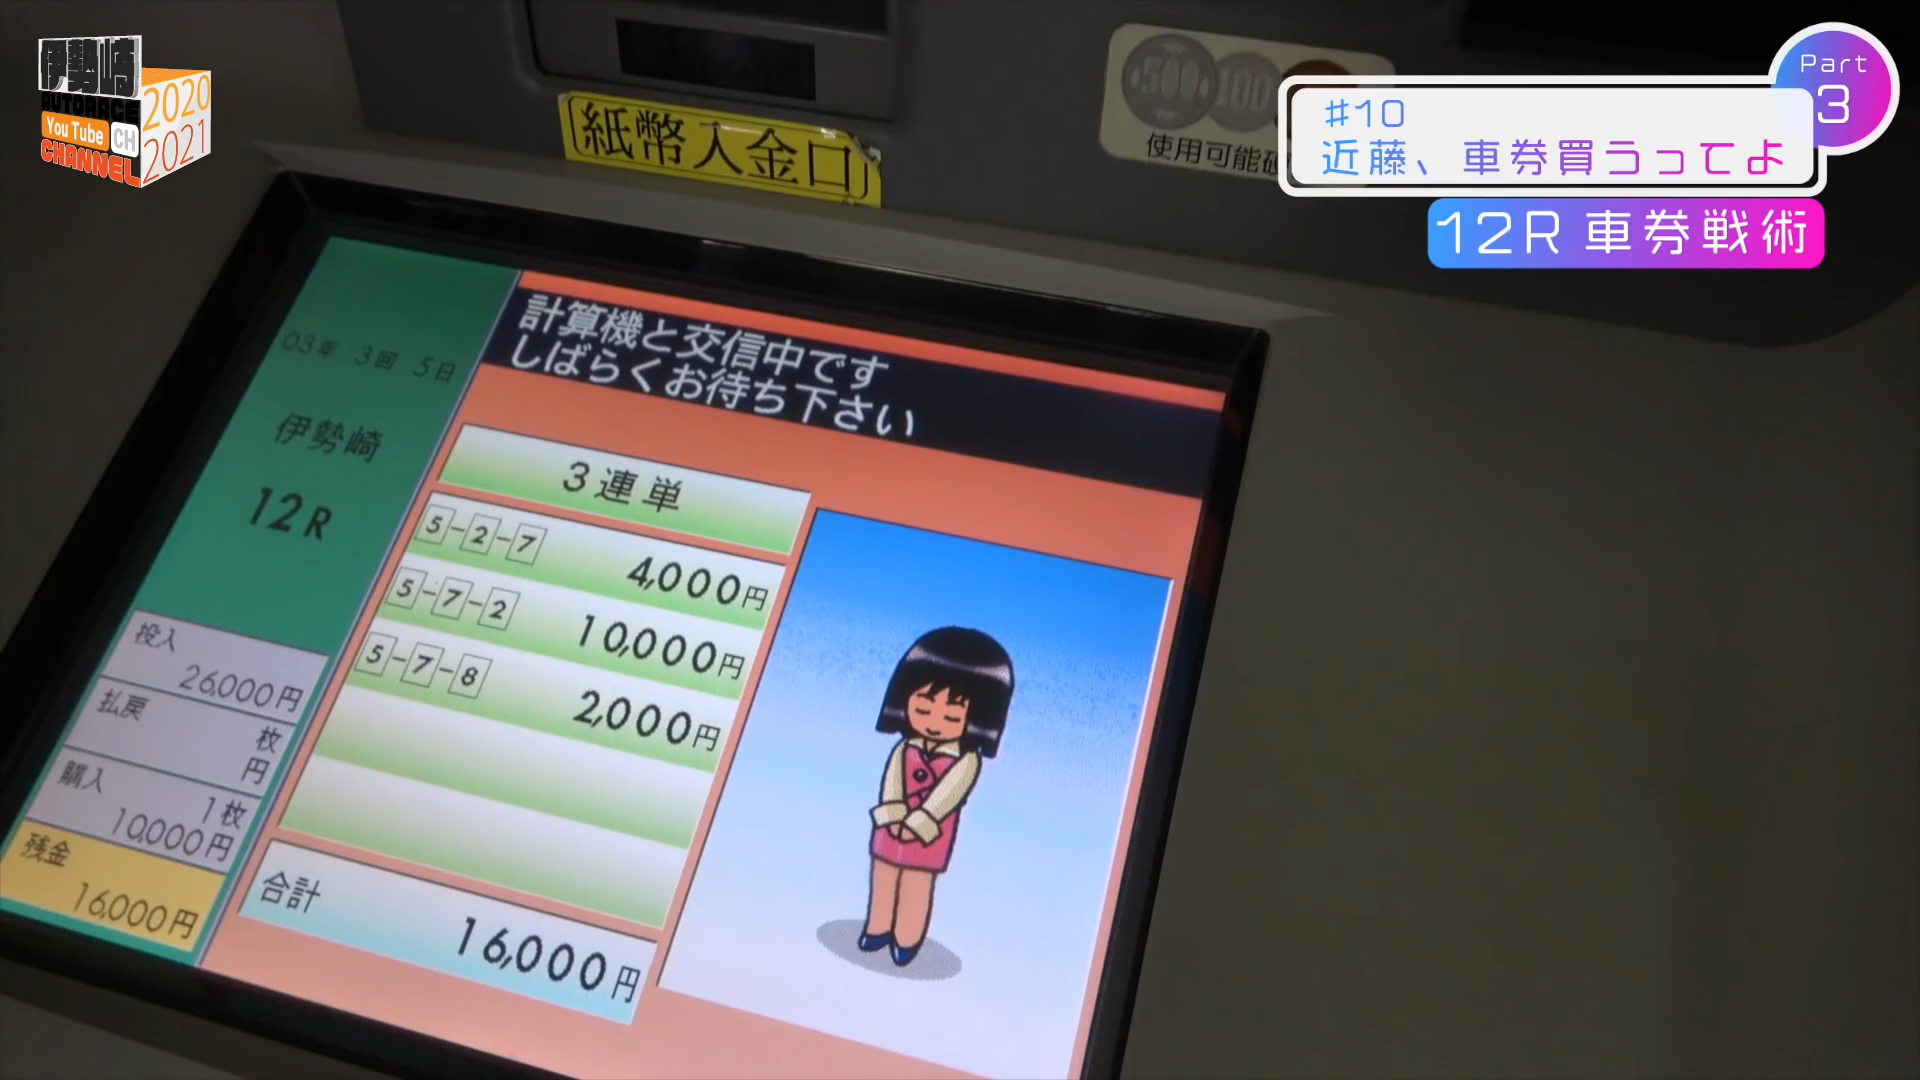 伊勢崎
AUTORACE
You Tube CH
CHANNEL
2020
2021
紙幣入金口
500 100
使用可能
Part
3
#10
近藤、車券買うってよ
12R 車券戦術
03年 3回 5日
伊勢崎
12R
投入
26,000円
払戻
枚
円
購入
1枚
10,000円
残金
16,000円
計算機と交信中です
しばらくお待ち下さい
3連単
5-2-7 4,000円
5-7-2 10,000円
5-7-8 2,000円
合計
16,000円